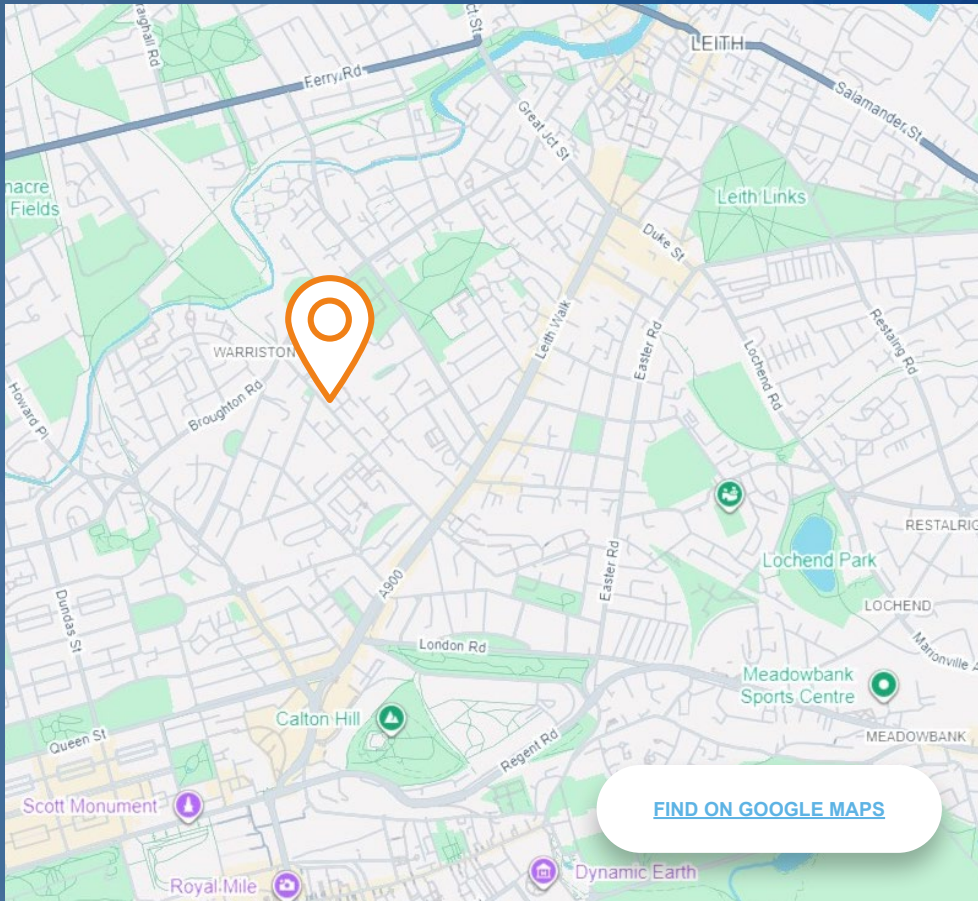 Ferry Rd
LEITH
Salamander St
Great Jct St
nacre
Fields
Leith Links
Duke St
Leith Walk
Easter Rd
Restalrig Rd
Lochend Rd
WARRISTON
Broughton Rd
Howard Pl
RESTALRIG
Easter Rd
Lochend Park
A900
Dundas St
LOCHEND
London Rd
Marionville A
Meadowbank
Sports Centre
Calton Hill
MEADOWBANK
Queen St
Regent Rd
Scott Monument
FIND ON GOOGLE MAPS
Royal Mile
Dynamic Earth